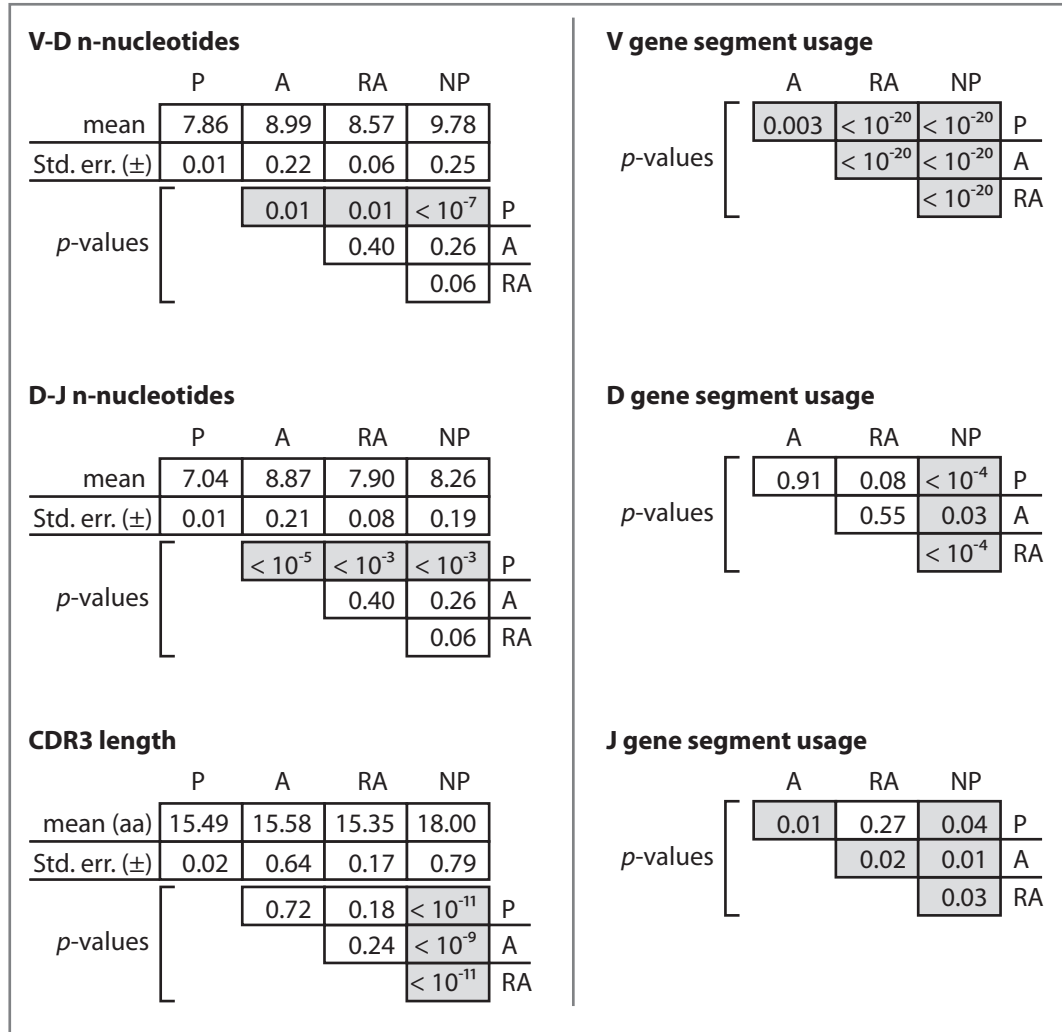 V-D n-nucleotides
P A RA NP
mean 7.86 8.99 8.57 9.78
Std. err. (±) 0.01 0.22 0.06 0.25
0.01 0.01 < 10⁻⁷ P
p-values 0.40 0.26 A
0.06 RA
D-J n-nucleotides
P A RA NP
mean 7.04 8.87 7.90 8.26
Std. err. (±) 0.01 0.21 0.08 0.19
< 10⁻⁵ < 10⁻³ < 10⁻³ P
p-values 0.40 0.26 A
0.06 RA
CDR3 length
P A RA NP
mean (aa) 15.49 15.58 15.35 18.00
Std. err. (±) 0.02 0.64 0.17 0.79
0.72 0.18 < 10⁻¹¹ P
p-values 0.24 < 10⁻⁹ A
< 10⁻¹¹ RA
V gene segment usage
A RA NP
0.003 < 10⁻²⁰ < 10⁻²⁰ P
p-values < 10⁻²⁰ < 10⁻²⁰ A
< 10⁻²⁰ RA
D gene segment usage
A RA NP
0.91 0.08 < 10⁻⁴ P
p-values 0.55 0.03 A
< 10⁻⁴ RA
J gene segment usage
A RA NP
0.01 0.27 0.04 P
p-values 0.02 0.01 A
0.03 RA